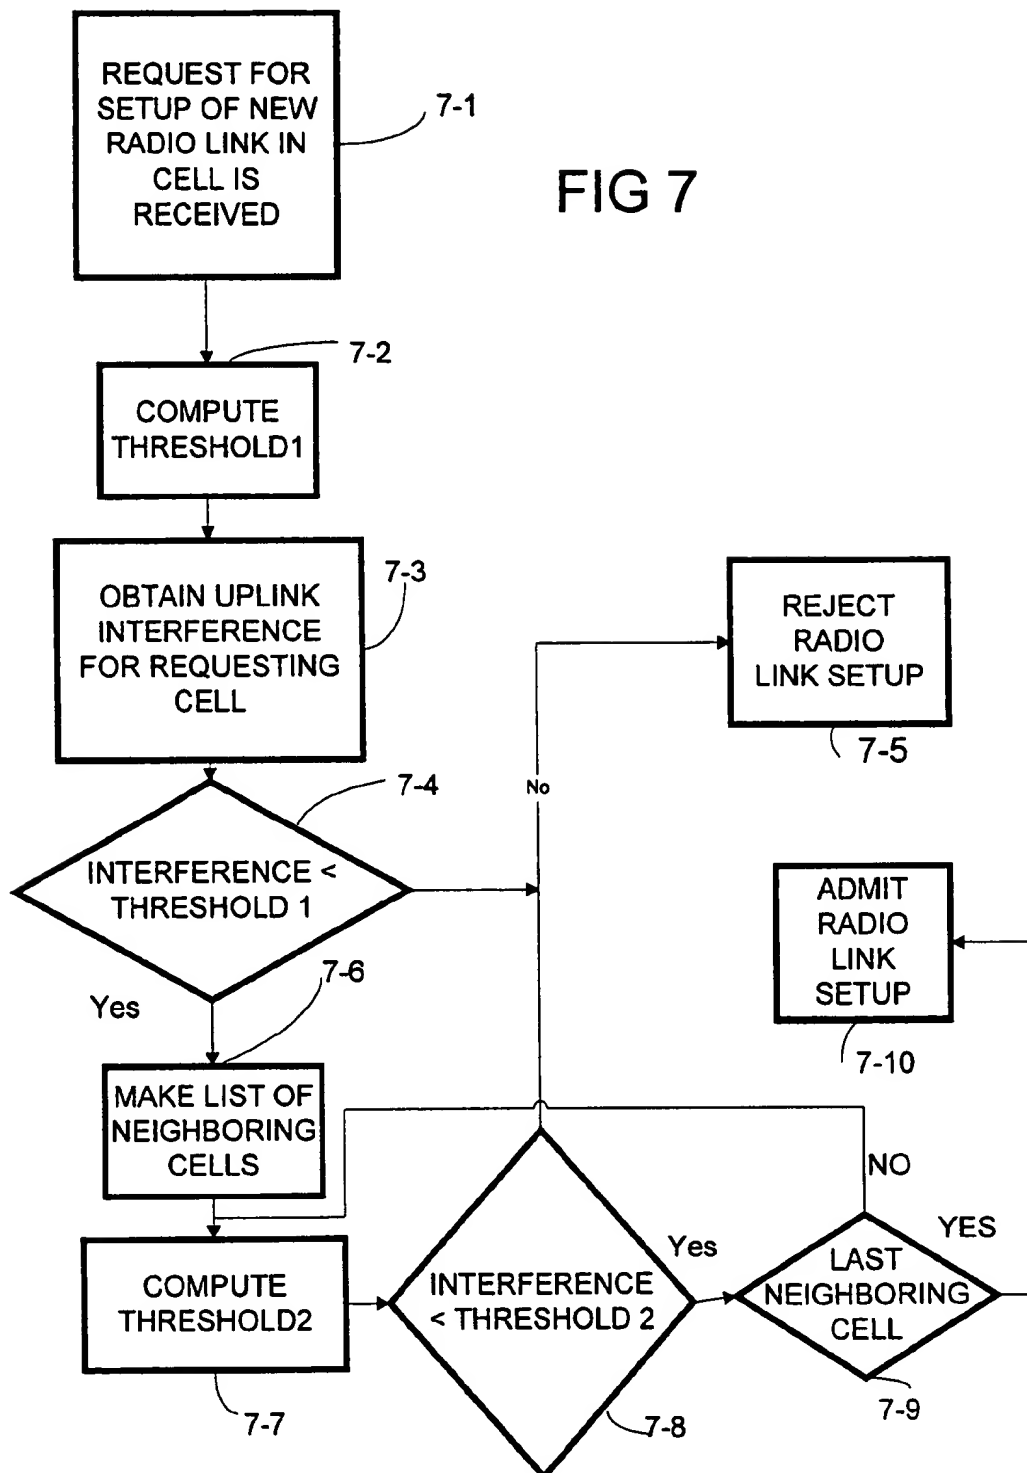 REQUEST FOR
SETUP OF NEW
RADIO LINK IN
CELL IS
RECEIVED
7-1
FIG 7
7-2
COMPUTE
THRESHOLD1
7-3
OBTAIN UPLINK
INTERFERENCE
FOR REQUESTING
CELL
REJECT
RADIO
LINK SETUP
7-5
7-4
No
INTERFERENCE <
THRESHOLD 1
ADMIT
RADIO
LINK
SETUP
7-10
7-6
Yes
MAKE LIST OF
NEIGHBORING
CELLS
NO
YES
Yes
COMPUTE
THRESHOLD2
7-7
INTERFERENCE
< THRESHOLD 2
7-8
LAST
NEIGHBORING
CELL
7-9